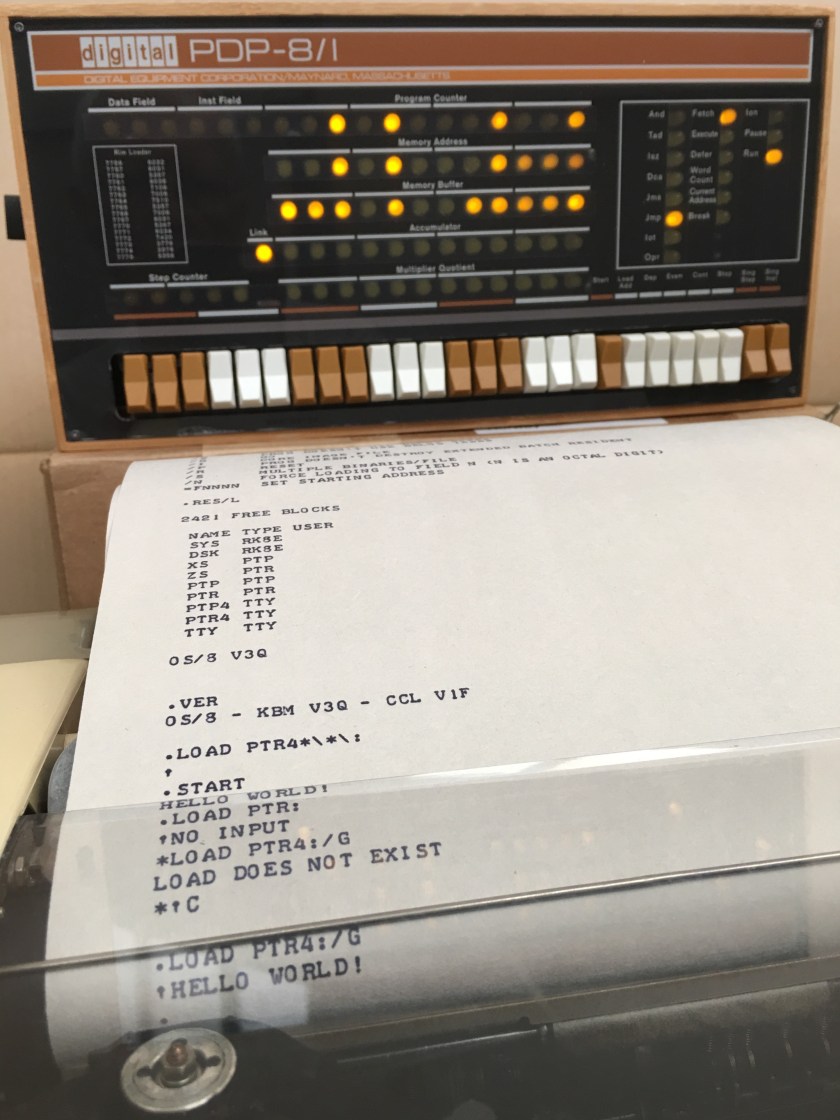 digital PDP-8/I
DIGITAL EQUIPMENT CORPORATION/MAYNARD, MASSACHUSETTS
Data Field Inst Field Program Counter
Memory Address
Memory Buffer
Link Accumulator
Step Counter Multiplier Quotient
Rim Loader
And Fetch Ion
Tad Execute Pause
Isz Defer Run
Dca Word Count
Jms Current Address
Jmp Break
Iot
Opr
Start Load Add Dep Exam Cont Stop Sing Step Sing Inst
RESET
MULTIPLE BINARIES/FILE
FORCE LOADING TO FIELD N (N IS AN OCTAL DIGIT)
=FNNNN SET STARTING ADDRESS
.RES/L
2421 FREE BLOCKS
NAME TYPE USER
SYS RK8E
DSK RK8E
XS PTP
ZS PTR
PTP PTP
PTR PTR
PTP4 TTY
PTR4 TTY
TTY TTY
OS/8 V3Q
.VER
OS/8 - KBM V3Q - CCL V1F
.LOAD PTR4*\*\:
↑
.START
HELLO WORLD!
.LOAD PTR:
↑NO INPUT
*LOAD PTR4:/G
LOAD DOES NOT EXIST
*↑C
.LOAD PTR4:/G
↑HELLO WORLD!
.